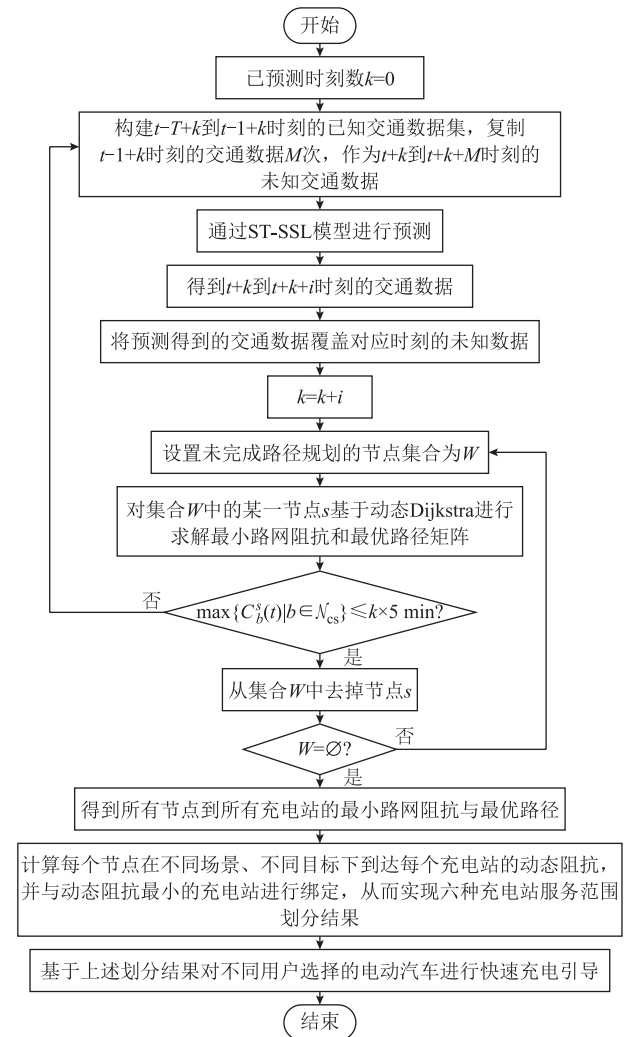 开始
已预测时刻数k=0
构建t−T+k到t−1+k时刻的已知交通数据集，复制
t−1+k时刻的交通数据M次，作为t+k到t+k+M时刻的
未知交通数据
通过ST-SSL模型进行预测
得到t+k到t+k+i时刻的交通数据
将预测得到的交通数据覆盖对应时刻的未知数据
k=k+i
设置未完成路径规划的节点集合为W
对集合W中的某一节点s基于动态Dijkstra进行
求解最小路网阻抗和最优路径矩阵
否
max{C_b^s(t)|b∈N_cs}≤k×5 min?
是
从集合W中去掉节点s
W=∅?
否
是
得到所有节点到所有充电站的最小路网阻抗与最优路径
计算每个节点在不同场景、不同目标下到达每个充电站的动态阻抗，
并与动态阻抗最小的充电站进行绑定，从而实现六种充电站服务范围
划分结果
基于上述划分结果对不同用户选择的电动汽车进行快速充电引导
结束